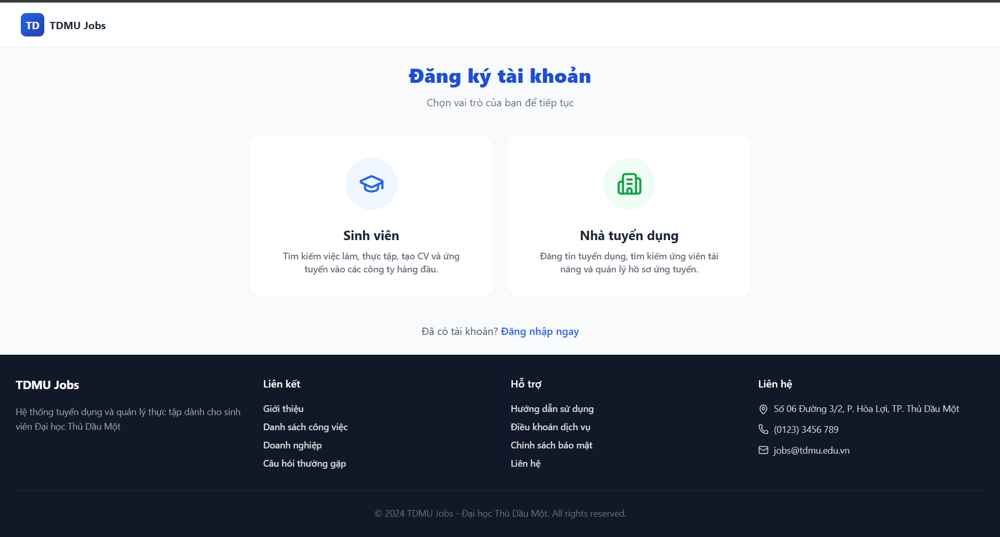 TD TDMU Jobs
Đăng ký tài khoản
Chọn vai trò của bạn để tiếp tục
Sinh viên
Tìm kiếm việc làm, thực tập, tạo CV và ứng
tuyển vào các công ty hàng đầu.
Nhà tuyển dụng
Đăng tin tuyển dụng, tìm kiếm ứng viên tài
năng và quản lý hồ sơ ứng tuyển.
Đã có tài khoản? Đăng nhập ngay
TDMU Jobs
Hệ thống tuyển dụng và quản lý thực tập dành cho sinh
viên Đại học Thủ Dầu Một
Liên kết
Giới thiệu
Danh sách công việc
Doanh nghiệp
Câu hỏi thường gặp
Hỗ trợ
Hướng dẫn sử dụng
Điều khoản dịch vụ
Chính sách bảo mật
Liên hệ
Liên hệ
Số 06 Đường 3/2, P. Hòa Lợi, TP. Thủ Dầu Một
(0123) 3456 789
jobs@tdmu.edu.vn
© 2024 TDMU Jobs - Đại học Thủ Dầu Một. All rights reserved.